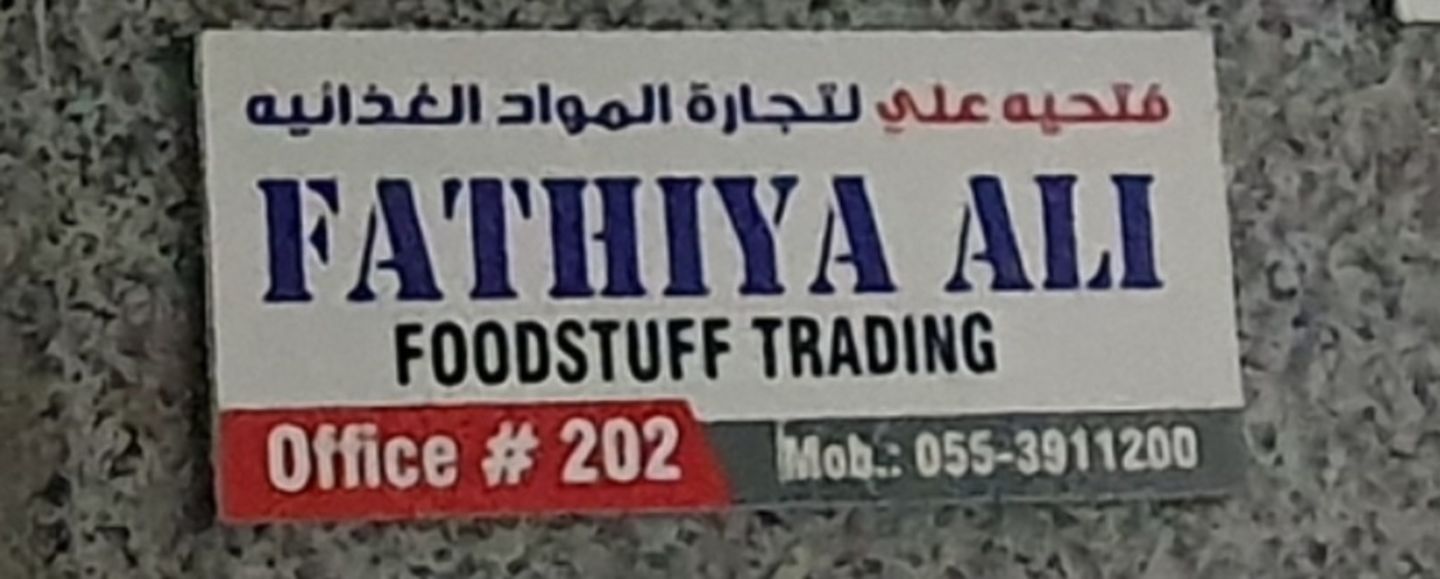 فتحيه علي لتجارة المواد الغذائيه
FATHIYA ALI
FOODSTUFF TRADING
Office # 202 Mob.: 055-3911200